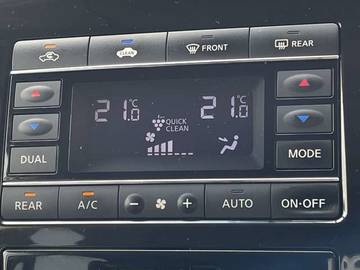 CLEAN FRONT REAR
21.0°C QUICK CLEAN 21.0°C
DUAL MODE
REAR A/C - + AUTO ON·OFF